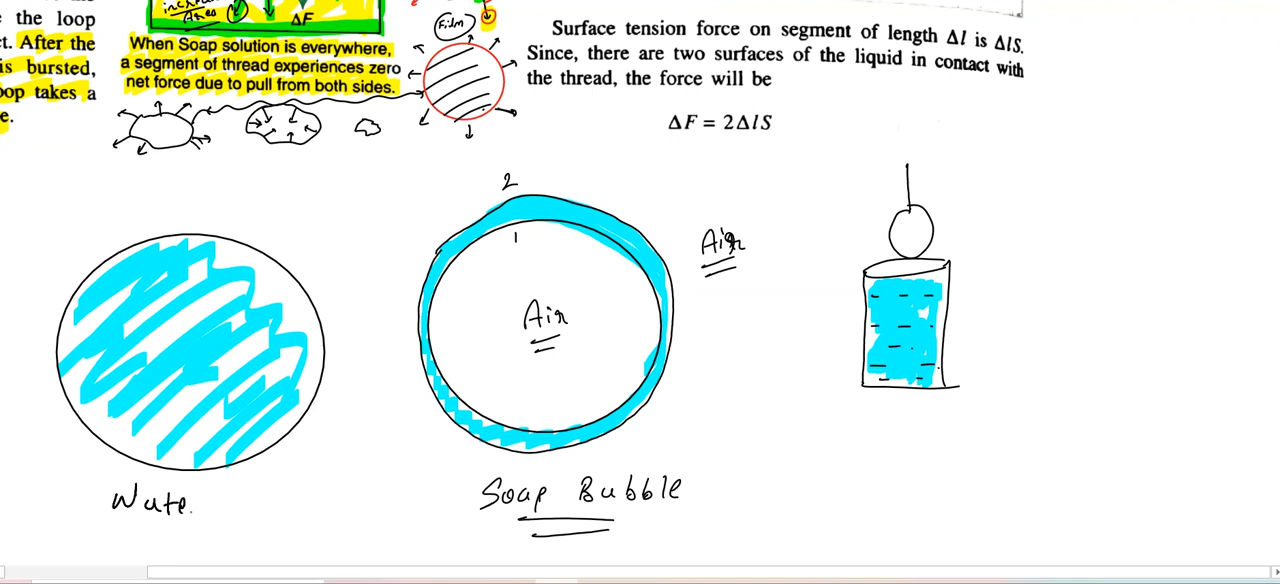 the loop
t. After the
is bursted,
oop takes a
e.
Area
ΔF
When Soap solution is everywhere,
a segment of thread experiences zero
net force due to pull from both sides.
Film
Surface tension force on segment of length Δl is ΔlS.
Since, there are two surfaces of the liquid in contact with
the thread, the force will be
ΔF = 2ΔlS
2
1
Air
Air
Wate.
Soap Bubble